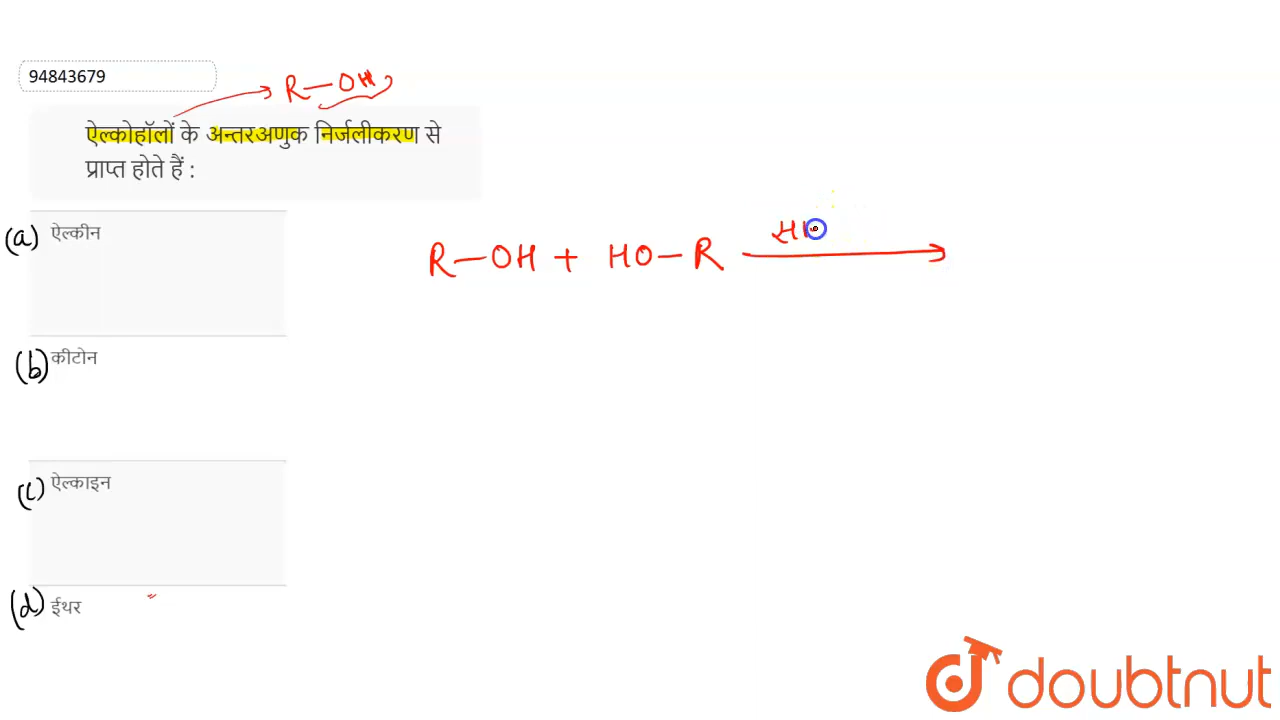 94843679
R—OH
ऐल्कोहॉलों के अन्तरअणुक निर्जलीकरण से
प्राप्त होते हैं :
(a) ऐल्कीन
R—OH + HO—R
(b) कीटोन
(c) ऐल्काइन
(d) ईथर
doubtnut